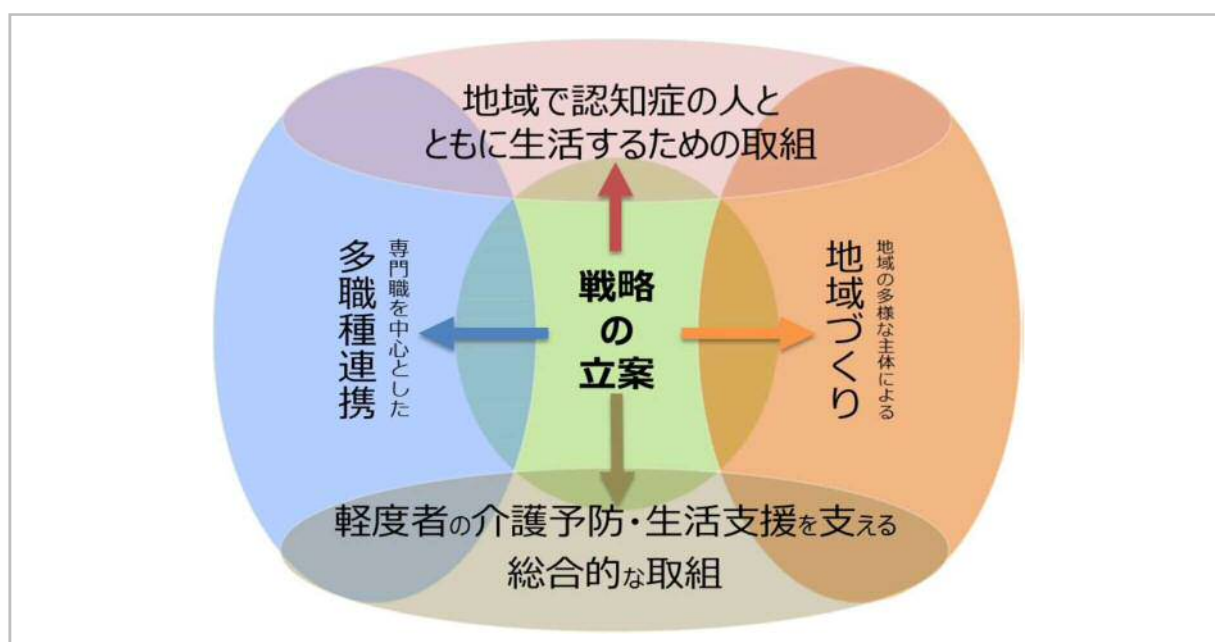 地域で認知症の人と
ともに生活するための取組
専門職を中心とした
多職種連携
戦略
の
立案
地域の多様な主体による
地域づくり
軽度者の介護予防・生活支援を支える
総合的な取組